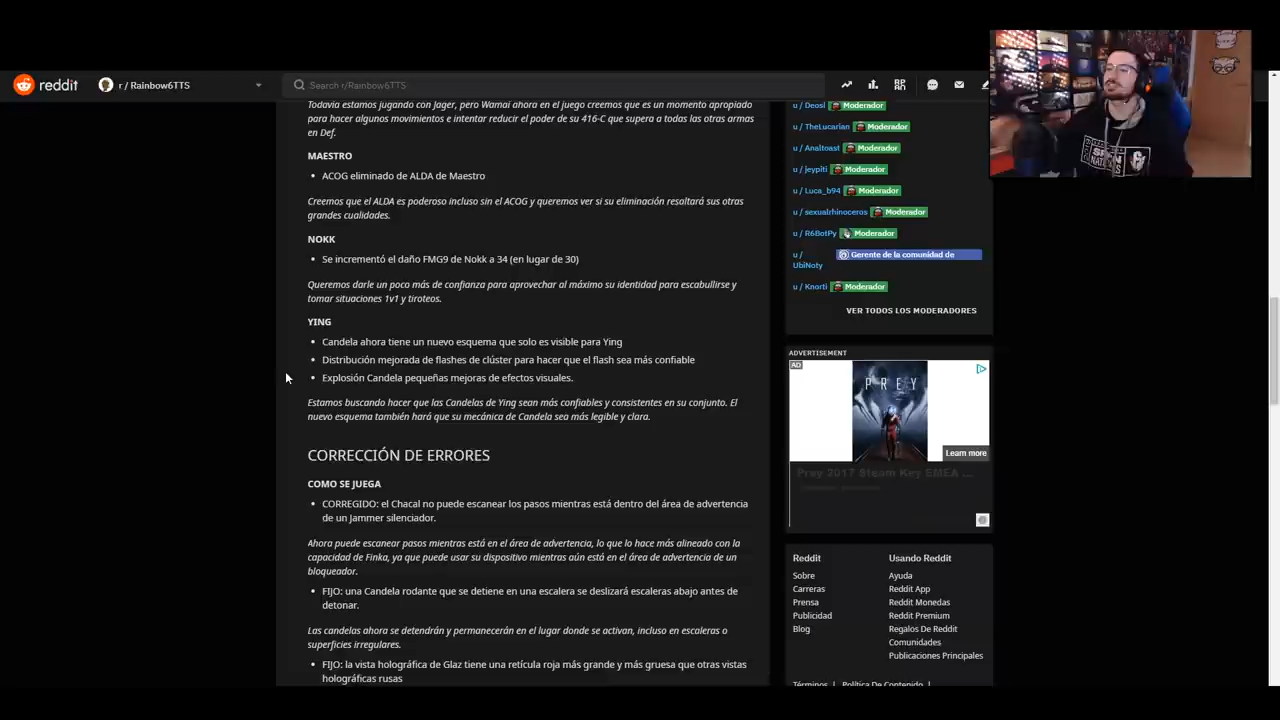 reddit
r / Rainbow6TTS
Search r/Rainbow6TTS
Todavía estamos jugando con Jager, pero Wamai ahora en el juego creemos que es un momento apropiado
para hacer algunos movimientos e intentar reducir el poder de su 416-C que supera a todas las otras armas
en Def.
MAESTRO
• ACOG eliminado de ALDA de Maestro
Creemos que el ALDA es poderoso incluso sin el ACOG y queremos ver si su eliminación resaltará sus otras
grandes cualidades.
NOKK
• Se incrementó el daño FMG9 de Nokk a 34 (en lugar de 30)
Queremos darle un poco más de confianza para aprovechar al máximo su identidad para escabullirse y
tomar situaciones 1v1 y tiroteos.
YING
• Candela ahora tiene un nuevo esquema que solo es visible para Ying
• Distribución mejorada de flashes de clúster para hacer que el flash sea más confiable
• Explosión Candela pequeñas mejoras de efectos visuales.
Estamos buscando hacer que las Candelas de Ying sean más confiables y consistentes en su conjunto. El
nuevo esquema también hará que su mecánica de Candela sea más legible y clara.
CORRECCIÓN DE ERRORES
COMO SE JUEGA
• CORREGIDO: el Chacal no puede escanear los pasos mientras está dentro del área de advertencia
de un Jammer silenciador.
Ahora puede escanear pasos mientras está en el área de advertencia, lo que lo hace más alineado con la
capacidad de Finka, ya que puede usar su dispositivo mientras aún está en el área de advertencia de un
bloqueador.
• FIJO: una Candela rodante que se detiene en una escalera se deslizará escaleras abajo antes de
detonar.
Las candelas ahora se detendrán y permanecerán en el lugar donde se activan, incluso en escaleras o
superficies irregulares.
• FIJO: la vista holográfica de Glaz tiene una retícula roja más grande y más gruesa que otras vistas
holográficas rusas
u / Deosl Moderador
u / TheLucarian Moderador
u / Analtoast Moderador
u / jeypiti Moderador
u / Luca_b94 Moderador
u / sexualrhinoceros Moderador
u / R6BotPy Moderador
u / Gerente de la comunidad de
UbiNoty
u / Knorti Moderador
VER TODOS LOS MODERADORES
ADVERTISEMENT
AD
PREY
Learn more
Prey 2017 Steam Key EMEA ...
Reddit
Sobre
Carreras
Prensa
Publicidad
Blog
Usando Reddit
Ayuda
Reddit App
Reddit Monedas
Reddit Premium
Regalos De Reddit
Comunidades
Publicaciones Principales
Términos | Política De Contenido |